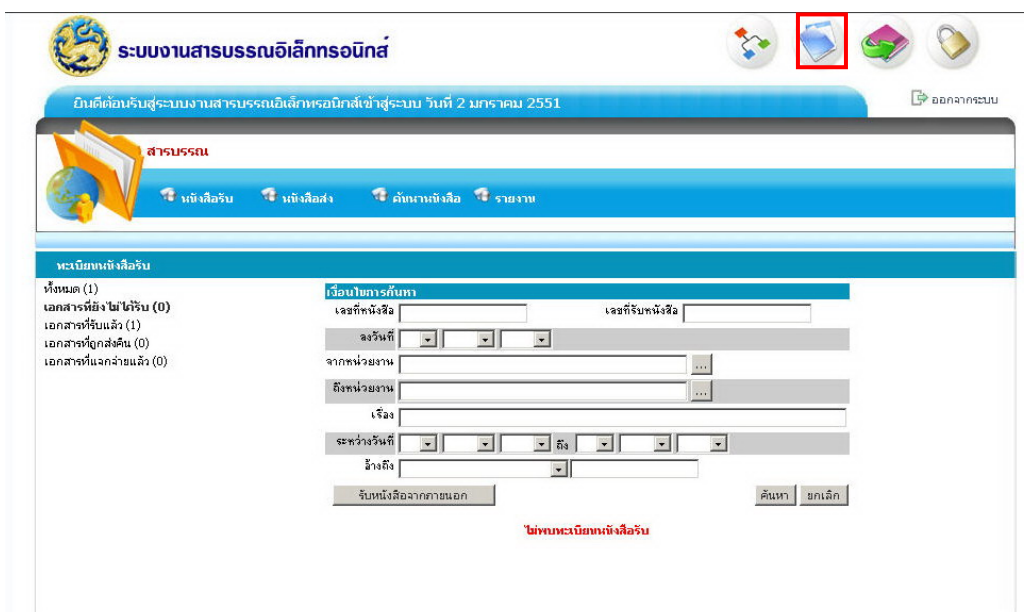 ระบบงานสารบรรณอิเล็กทรอนิกส์
ยินดีต้อนรับสู่ระบบงานสารบรรณอิเล็กทรอนิกส์เข้าสู่ระบบ วันที่ 2 มกราคม 2551
ออกจากระบบ
สารบรรณ
หนังสือรับ หนังสือส่ง ค้นหาหนังสือ รายงาน
ทะเบียนหนังสือรับ
ทั้งหมด (1)
เอกสารที่ยังไม่ได้รับ (0)
เอกสารที่รับแล้ว (1)
เอกสารที่ถูกส่งคืน (0)
เอกสารที่แจกจ่ายแล้ว (0)
เงื่อนไขการค้นหา
เลขที่หนังสือ เลขที่รับหนังสือ
ลงวันที่
จากหน่วยงาน ...
ถึงหน่วยงาน ...
เรื่อง
ระหว่างวันที่ ถึง
อ้างถึง
รับหนังสือจากภายนอก ค้นหา ยกเลิก
ไม่พบทะเบียนหนังสือรับ